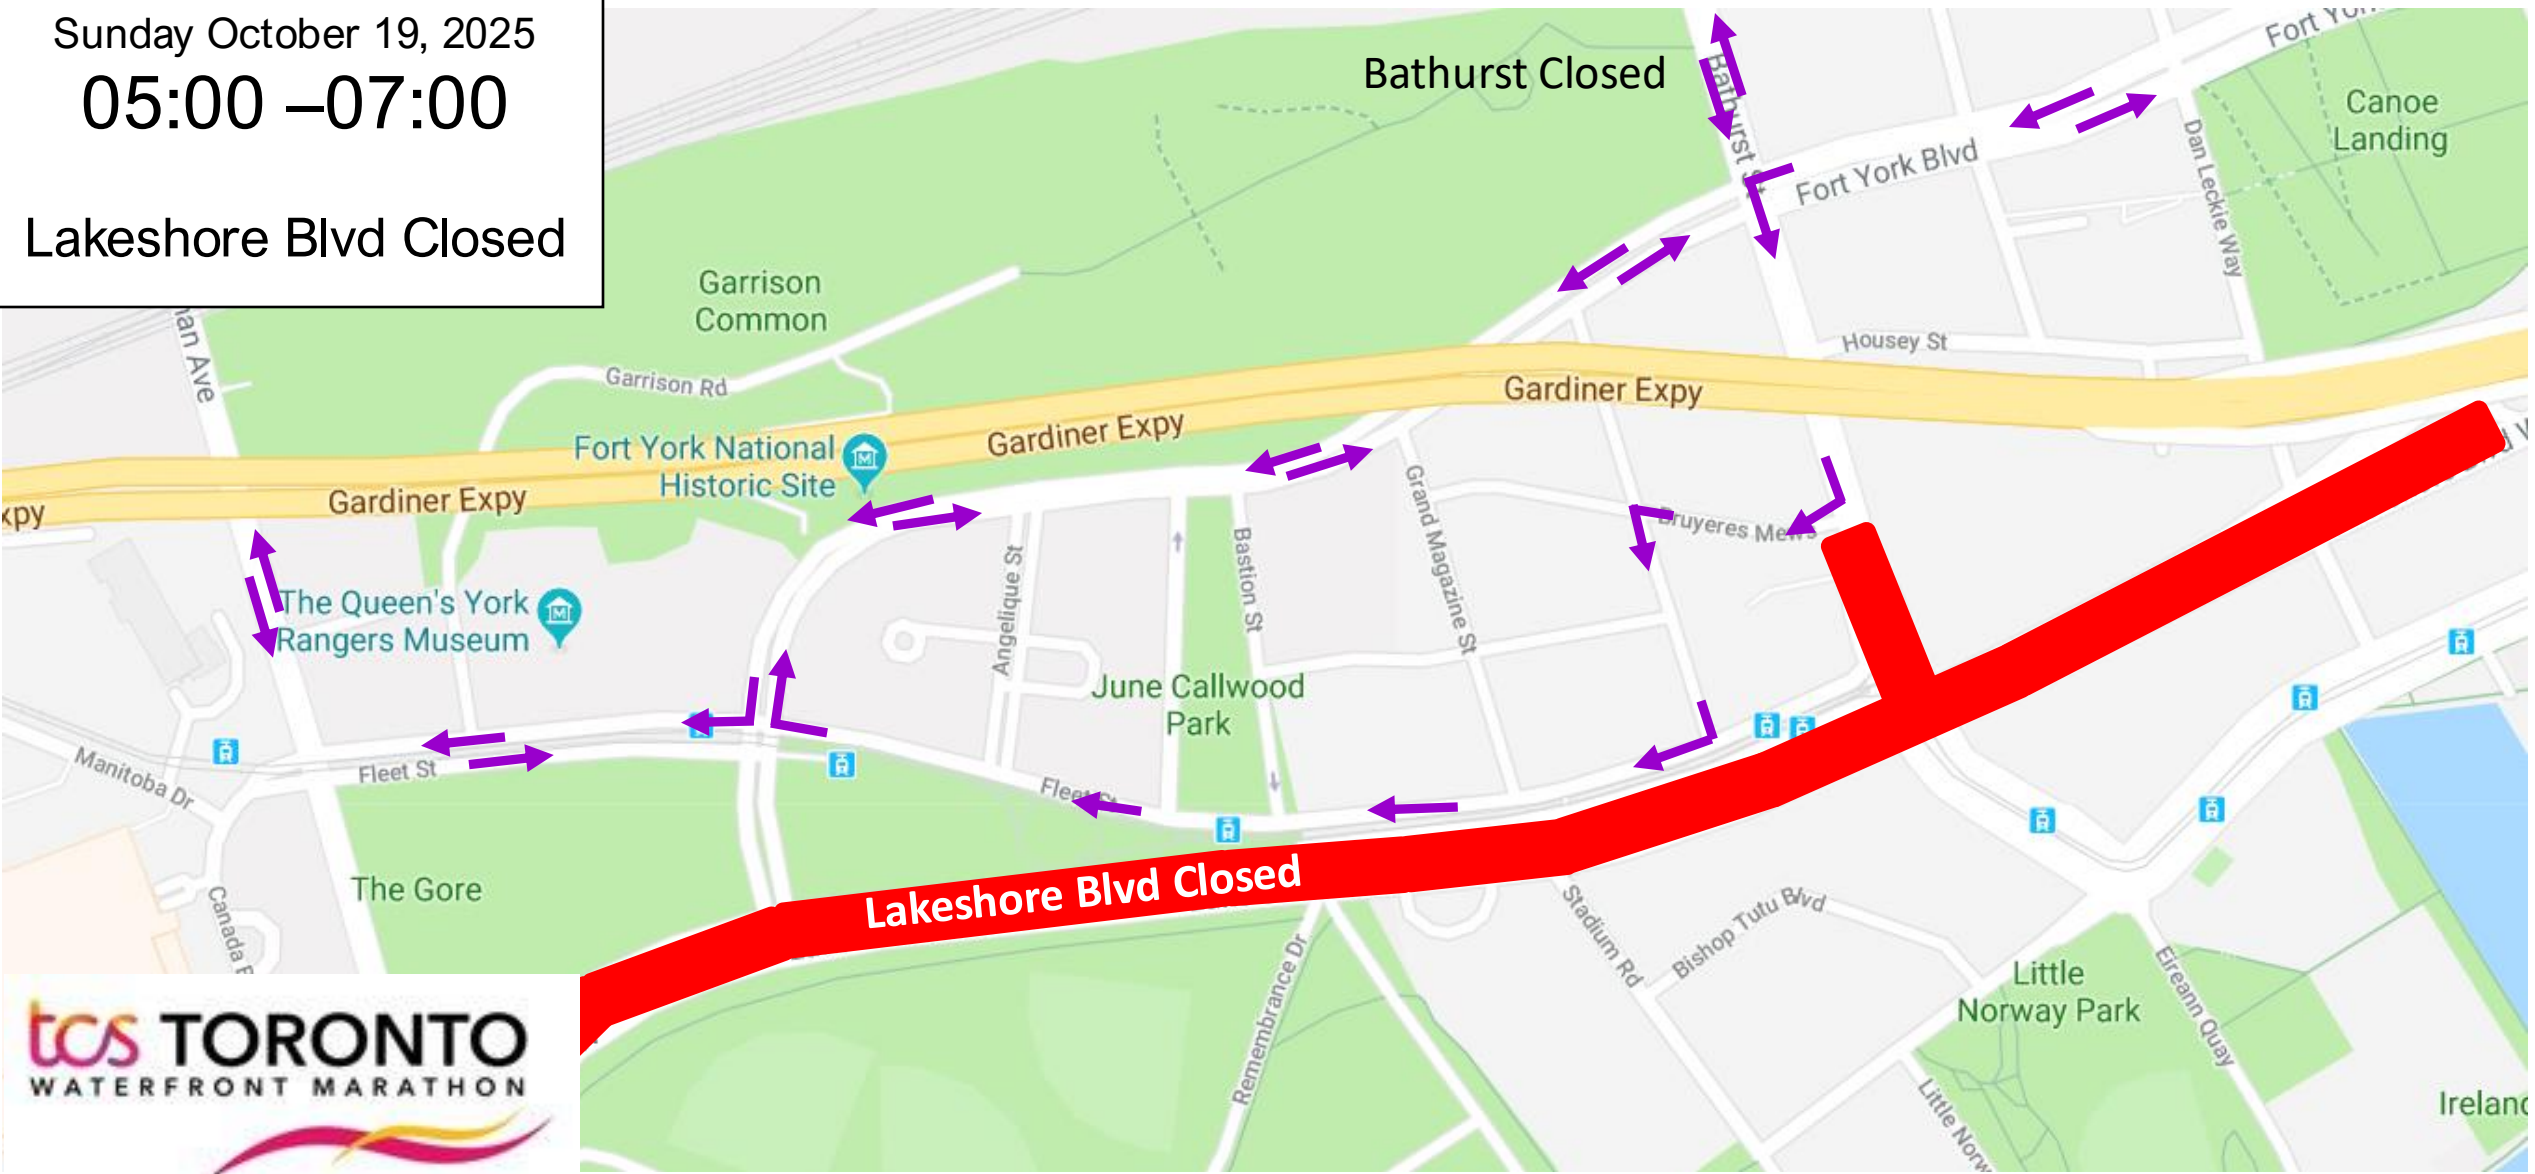 Sunday October 19, 2025
05:00 –07:00
Lakeshore Blvd Closed
Bathurst Closed
Bathurst St
Fort York Blvd
Canoe
Landing
Dan Leckie Way
Garrison
Common
Garrison Rd
Housey St
Gardiner Expy
Gardiner Expy
Gardiner Expy
Fort York National
Historic Site
The Queen's York
Rangers Museum
Angelique St
Bastion St
Grand Magazine St
Bruyeres Mews
June Callwood
Park
Manitoba Dr
Fleet St
Fleet St
The Gore
Lakeshore Blvd Closed
Stadium Rd
Bishop Tutu Blvd
Remembrance Dr
Little
Norway Park
Eireann Quay
tcs TORONTO
WATERFRONT MARATHON